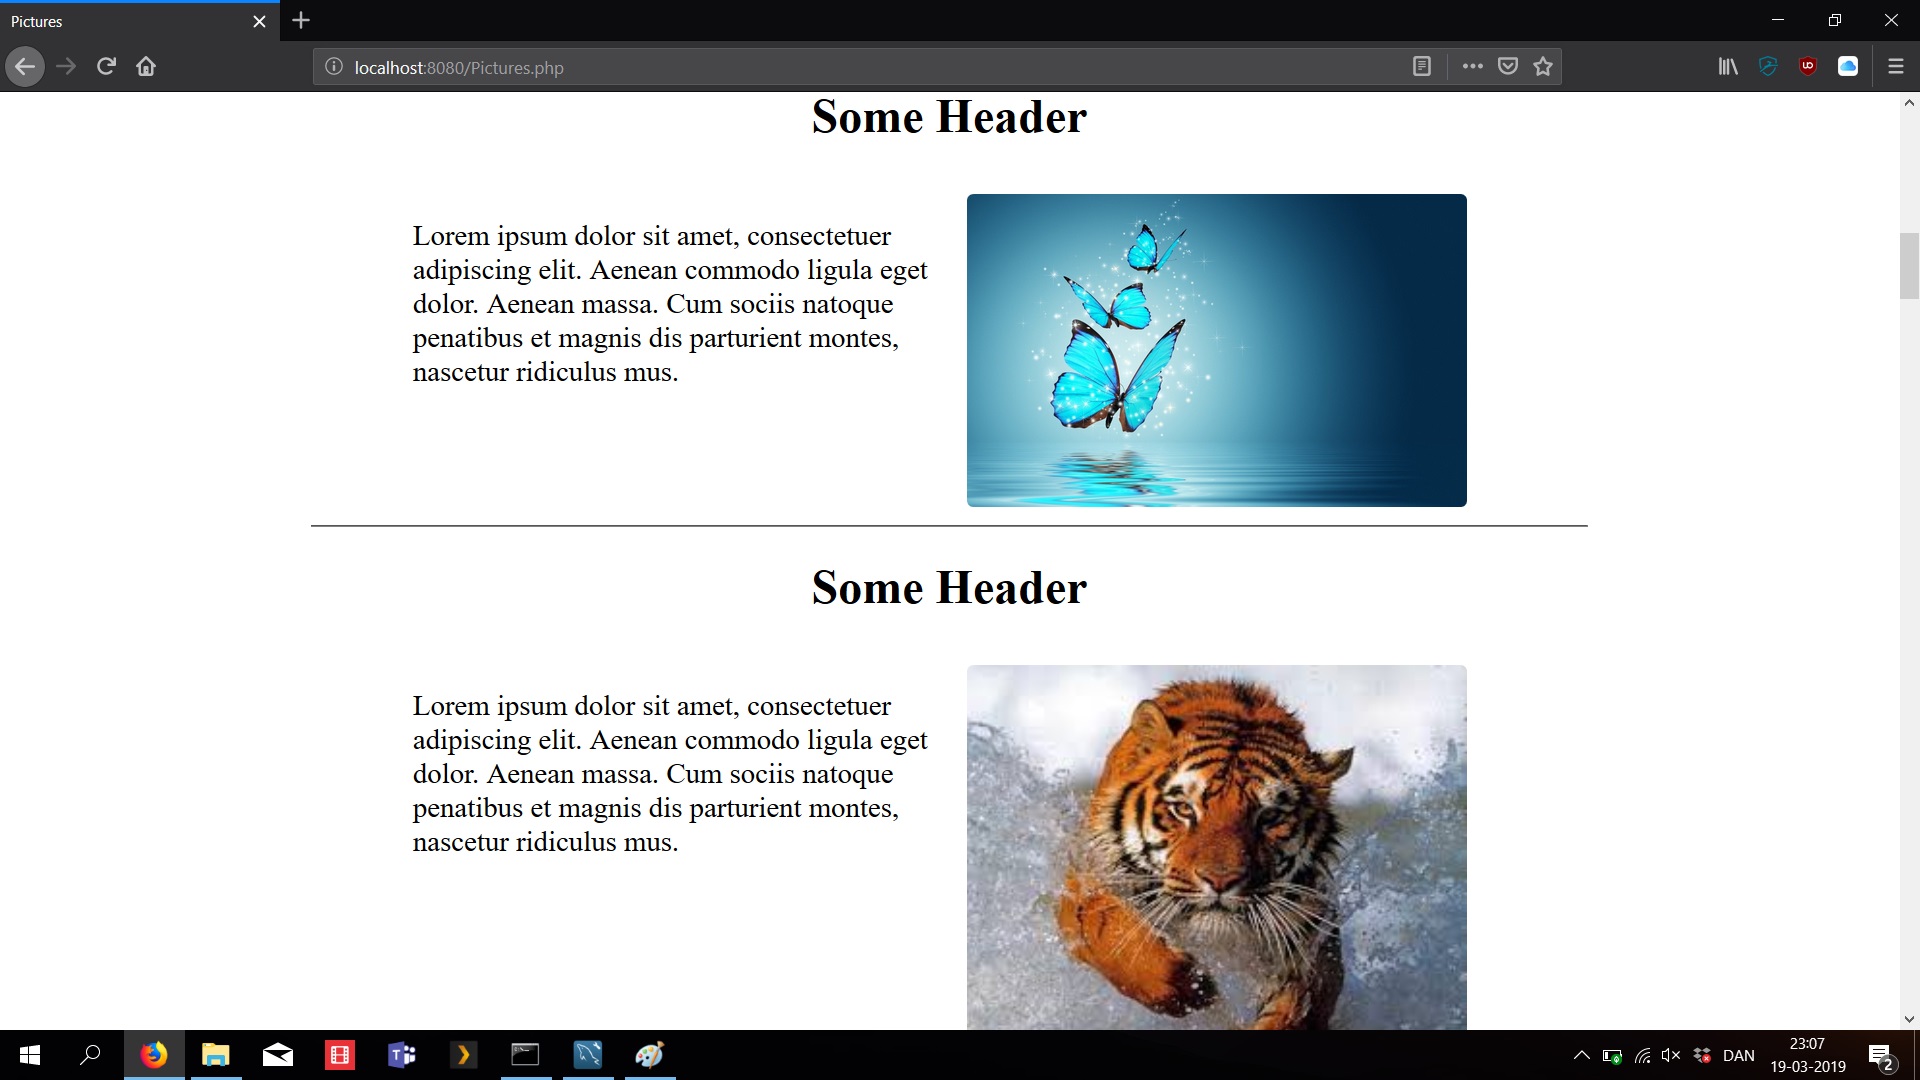 Pictures
localhost:8080/Pictures.php
Some Header
Lorem ipsum dolor sit amet, consectetuer
adipiscing elit. Aenean commodo ligula eget
dolor. Aenean massa. Cum sociis natoque
penatibus et magnis dis parturient montes,
nascetur ridiculus mus.
Some Header
Lorem ipsum dolor sit amet, consectetuer
adipiscing elit. Aenean commodo ligula eget
dolor. Aenean massa. Cum sociis natoque
penatibus et magnis dis parturient montes,
nascetur ridiculus mus.
DAN
23:07
19-03-2019
2